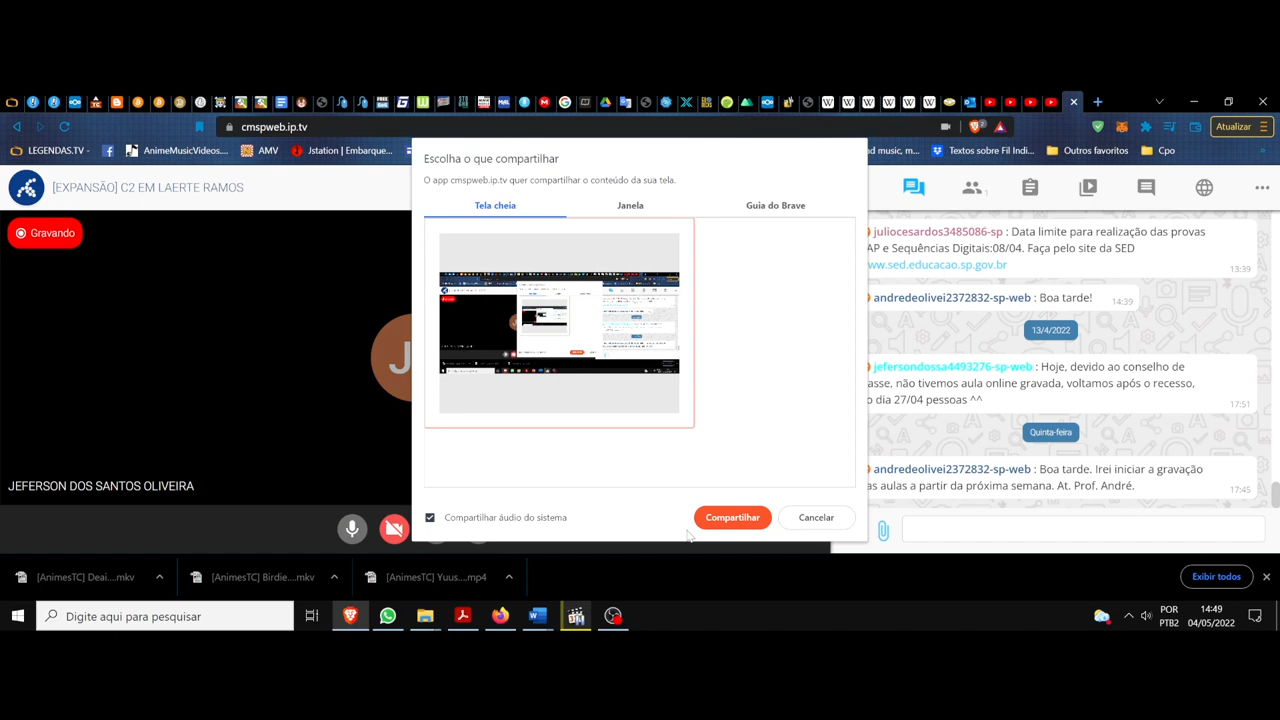 cmspweb.ip.tv
Atualizar
LEGENDAS.TV -
AnimeMusicVideos....
AMV
Jstation | Embarque...
nd music, m...
Textos sobre Fil Indi...
Outros favoritos
Cpo
[EXPANSÃO] C2 EM LAERTE RAMOS
1
Gravando
J
JEFERSON DOS SANTOS OLIVEIRA
Escolha o que compartilhar
O app cmspweb.ip.tv quer compartilhar o conteúdo da sua tela.
Tela cheia
Janela
Guia do Brave
Compartilhar áudio do sistema
Compartilhar
Cancelar
juliocesardos3485086-sp : Data limite para realização das provas
AP e Sequências Digitais:08/04. Faça pelo site da SED
ww.sed.educacao.sp.gov.br
13:39
andredeolivei2372832-sp-web : Boa tarde!
14:39
13/4/2022
jefersondossa4493276-sp-web : Hoje, devido ao conselho de
asse, não tivemos aula online gravada, voltamos após o recesso,
o dia 27/04 pessoas ^^
17:51
Quinta-feira
andredeolivei2372832-sp-web : Boa tarde. Irei iniciar a gravação
as aulas a partir da próxima semana. At. Prof. André.
17:45
[AnimesTC] Deai....mkv
[AnimesTC] Birdie....mkv
[AnimesTC] Yuus....mp4
Exibir todos
Digite aqui para pesquisar
POR
PTB2
14:49
04/05/2022